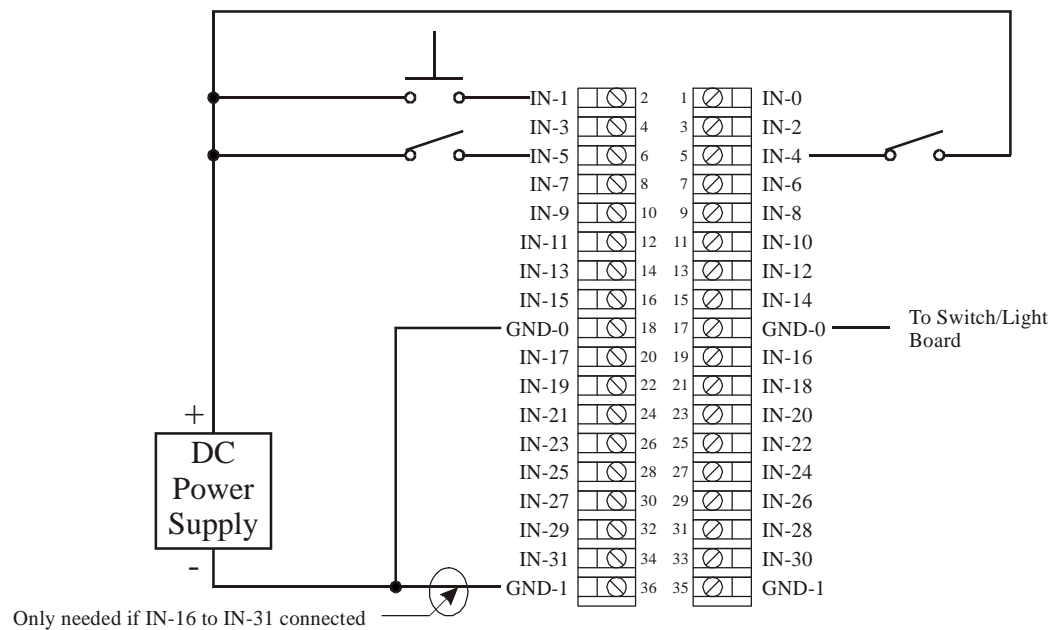 IN-1 2 1 IN-0
IN-3 4 3 IN-2
IN-5 6 5 IN-4
IN-7 8 7 IN-6
IN-9 10 9 IN-8
IN-11 12 11 IN-10
IN-13 14 13 IN-12
IN-15 16 15 IN-14
GND-0 18 17 GND-0
To Switch/Light
Board
IN-17 20 19 IN-16
IN-19 22 21 IN-18
IN-21 24 23 IN-20
IN-23 26 25 IN-22
IN-25 28 27 IN-24
IN-27 30 29 IN-26
IN-29 32 31 IN-28
IN-31 34 33 IN-30
GND-1 36 35 GND-1
+
DC
Power
Supply
-
Only needed if IN-16 to IN-31 connected